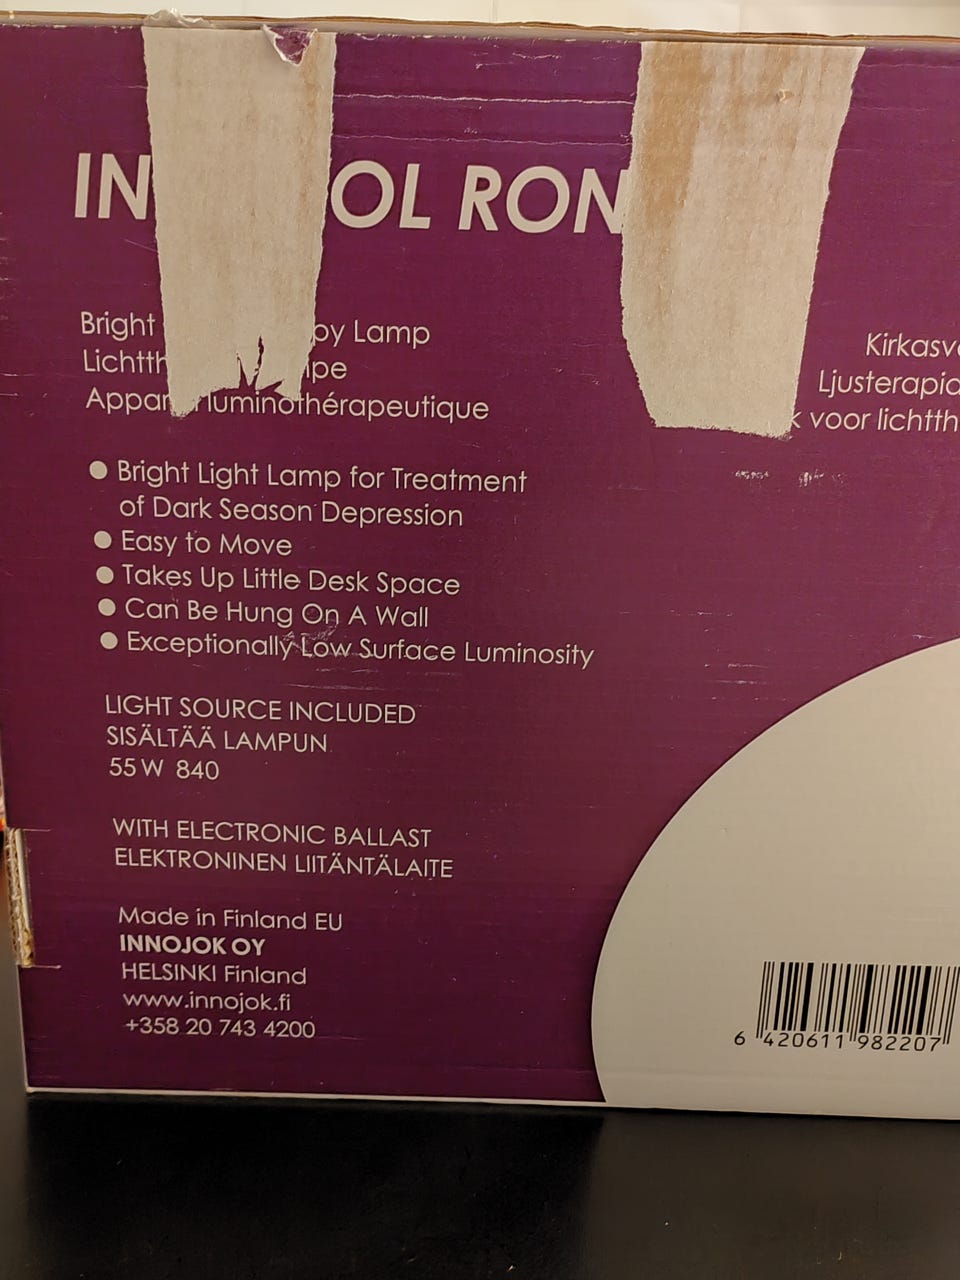 IN OL RON
Bright py Lamp
Lichtth mpe
Appar luminothérapeutique
Kirkasv
Ljusterapia
k voor lichtth
● Bright Light Lamp for Treatment
of Dark Season Depression
● Easy to Move
● Takes Up Little Desk Space
● Can Be Hung On A Wall
● Exceptionally Low Surface Luminosity
LIGHT SOURCE INCLUDED
SISÄLTÄÄ LAMPUN
55 W 840
WITH ELECTRONIC BALLAST
ELEKTRONINEN LIITÄNTÄLAITE
Made in Finland EU
INNOJOK OY
HELSINKI Finland
www.innojok.fi
+358 20 743 4200
6 420611 982207